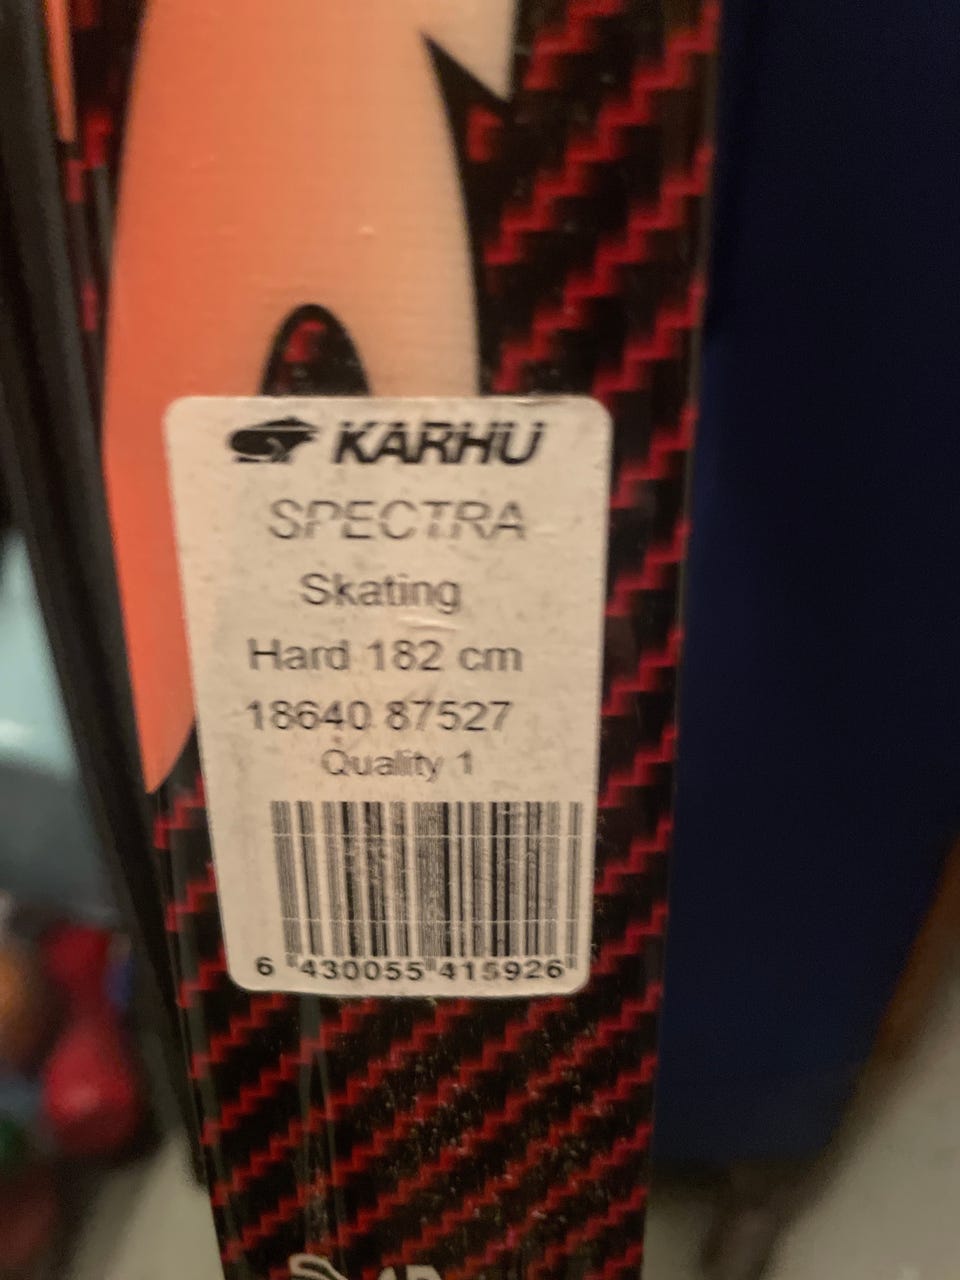 KARHU
SPECTRA
Skating
Hard 182 cm
18640 87527
Quality 1
6 430055 415926